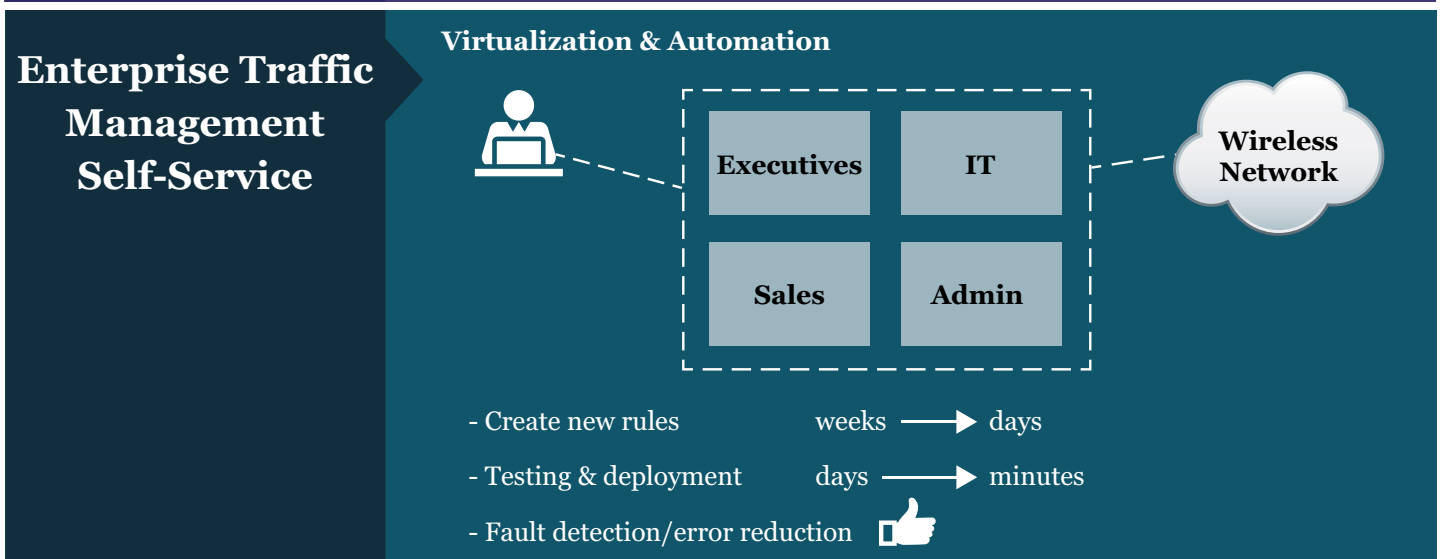 Enterprise Traffic
Management
Self-Service
Virtualization & Automation
Executives
IT
Sales
Admin
Wireless
Network
- Create new rules weeks days
- Testing & deployment days minutes
- Fault detection/error reduction